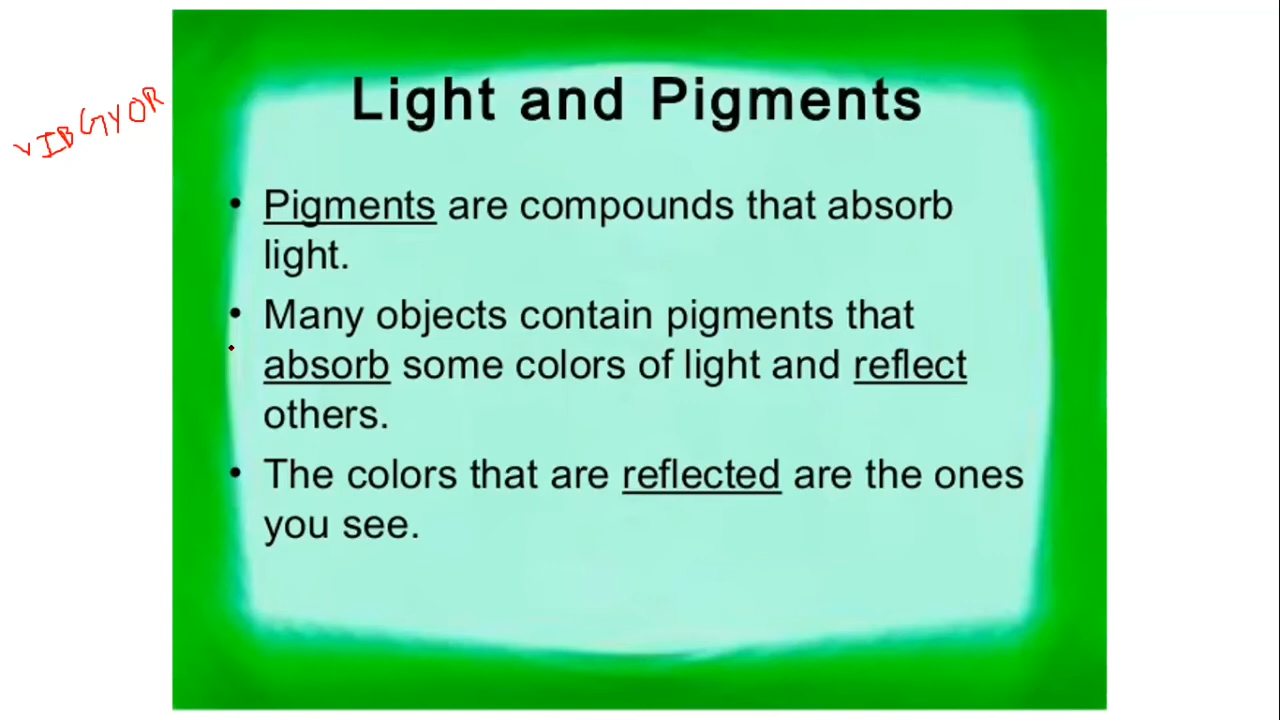 VIBGYOR
Light and Pigments
• Pigments are compounds that absorb
light.
• Many objects contain pigments that
absorb some colors of light and reflect
others.
• The colors that are reflected are the ones
you see.